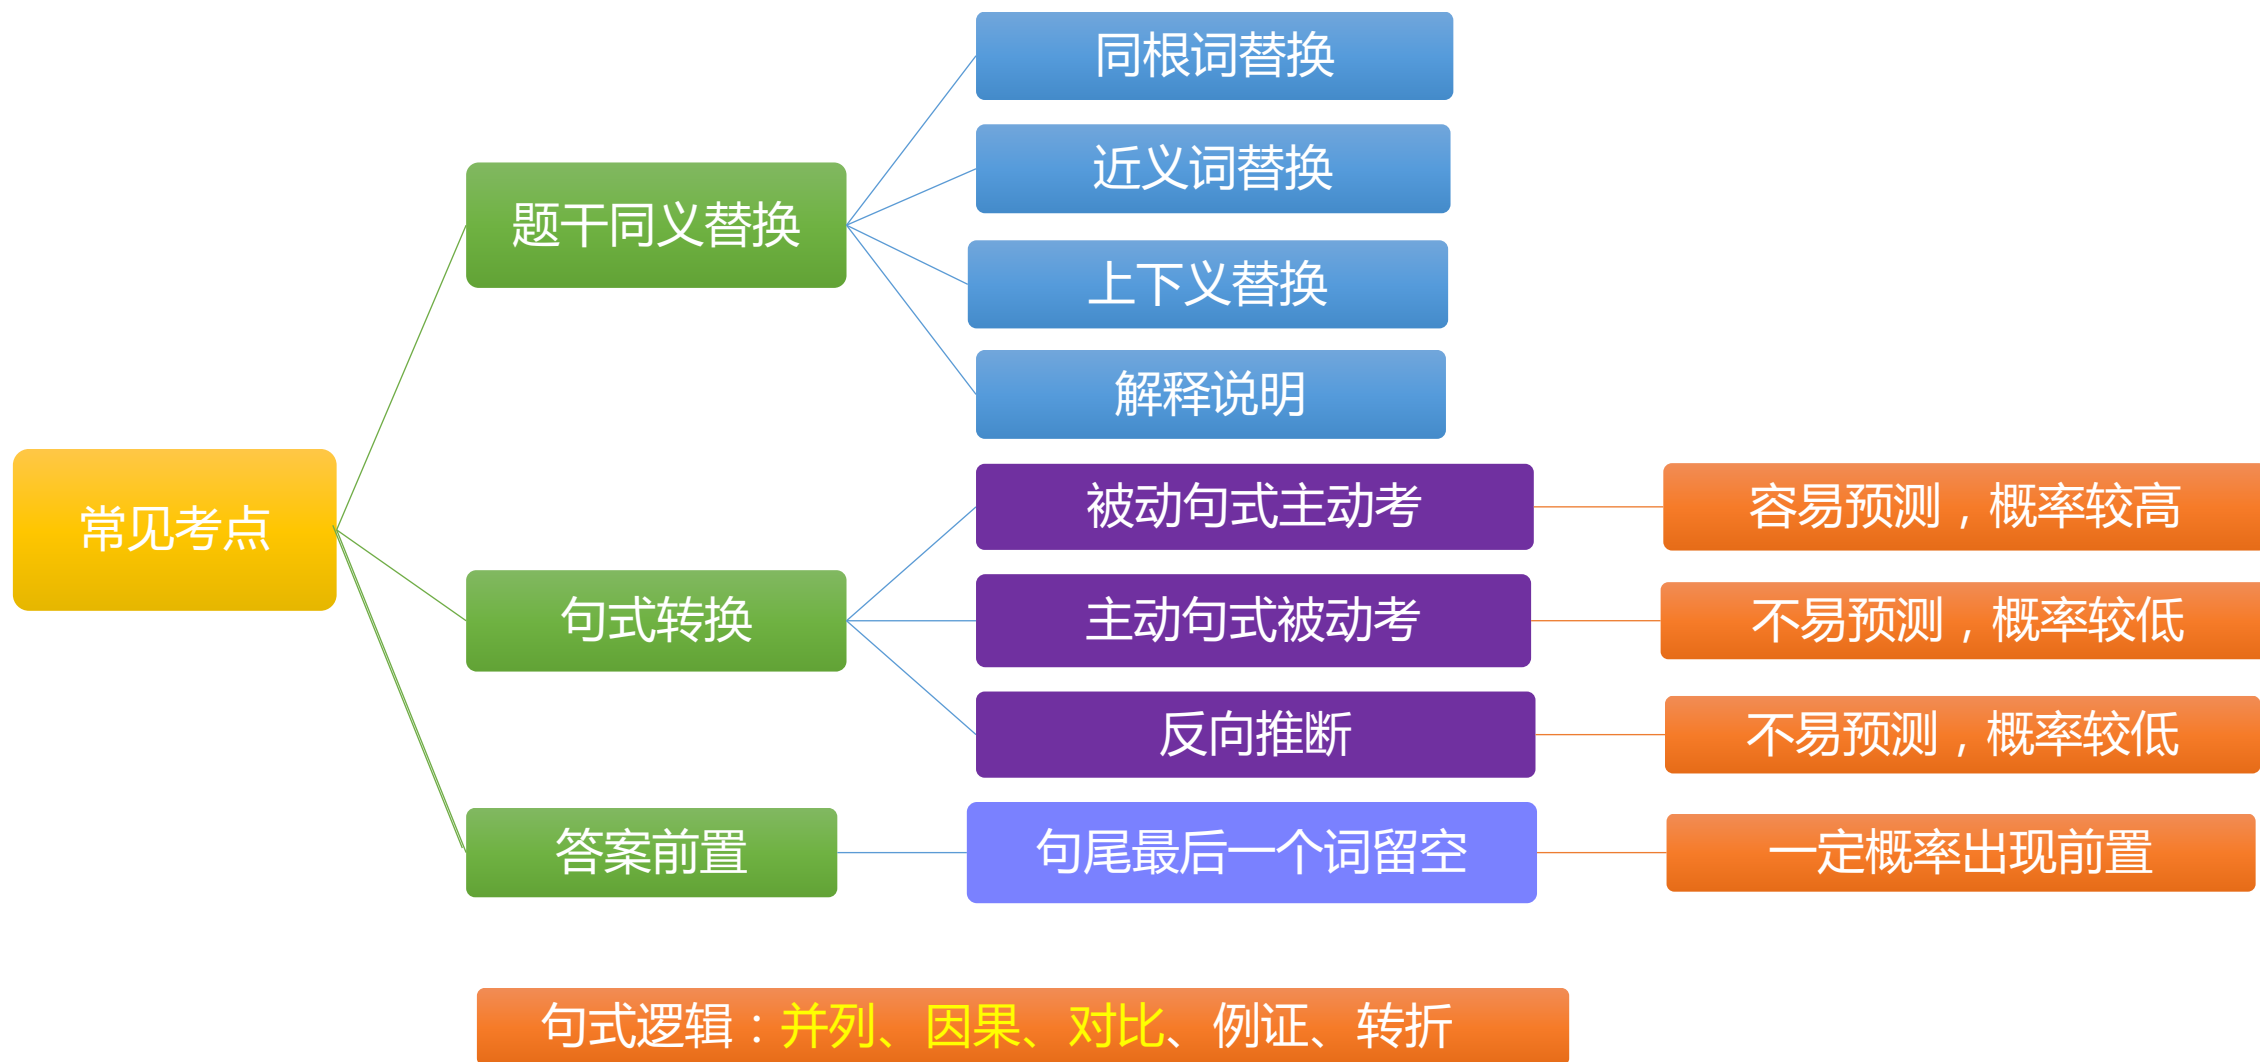 常见考点
题干同义替换
同根词替换
近义词替换
上下义替换
解释说明
句式转换
被动句式主动考
容易预测，概率较高
主动句式被动考
不易预测，概率较低
反向推断
不易预测，概率较低
答案前置
句尾最后一个词留空
一定概率出现前置
句式逻辑：并列、因果、对比、例证、转折